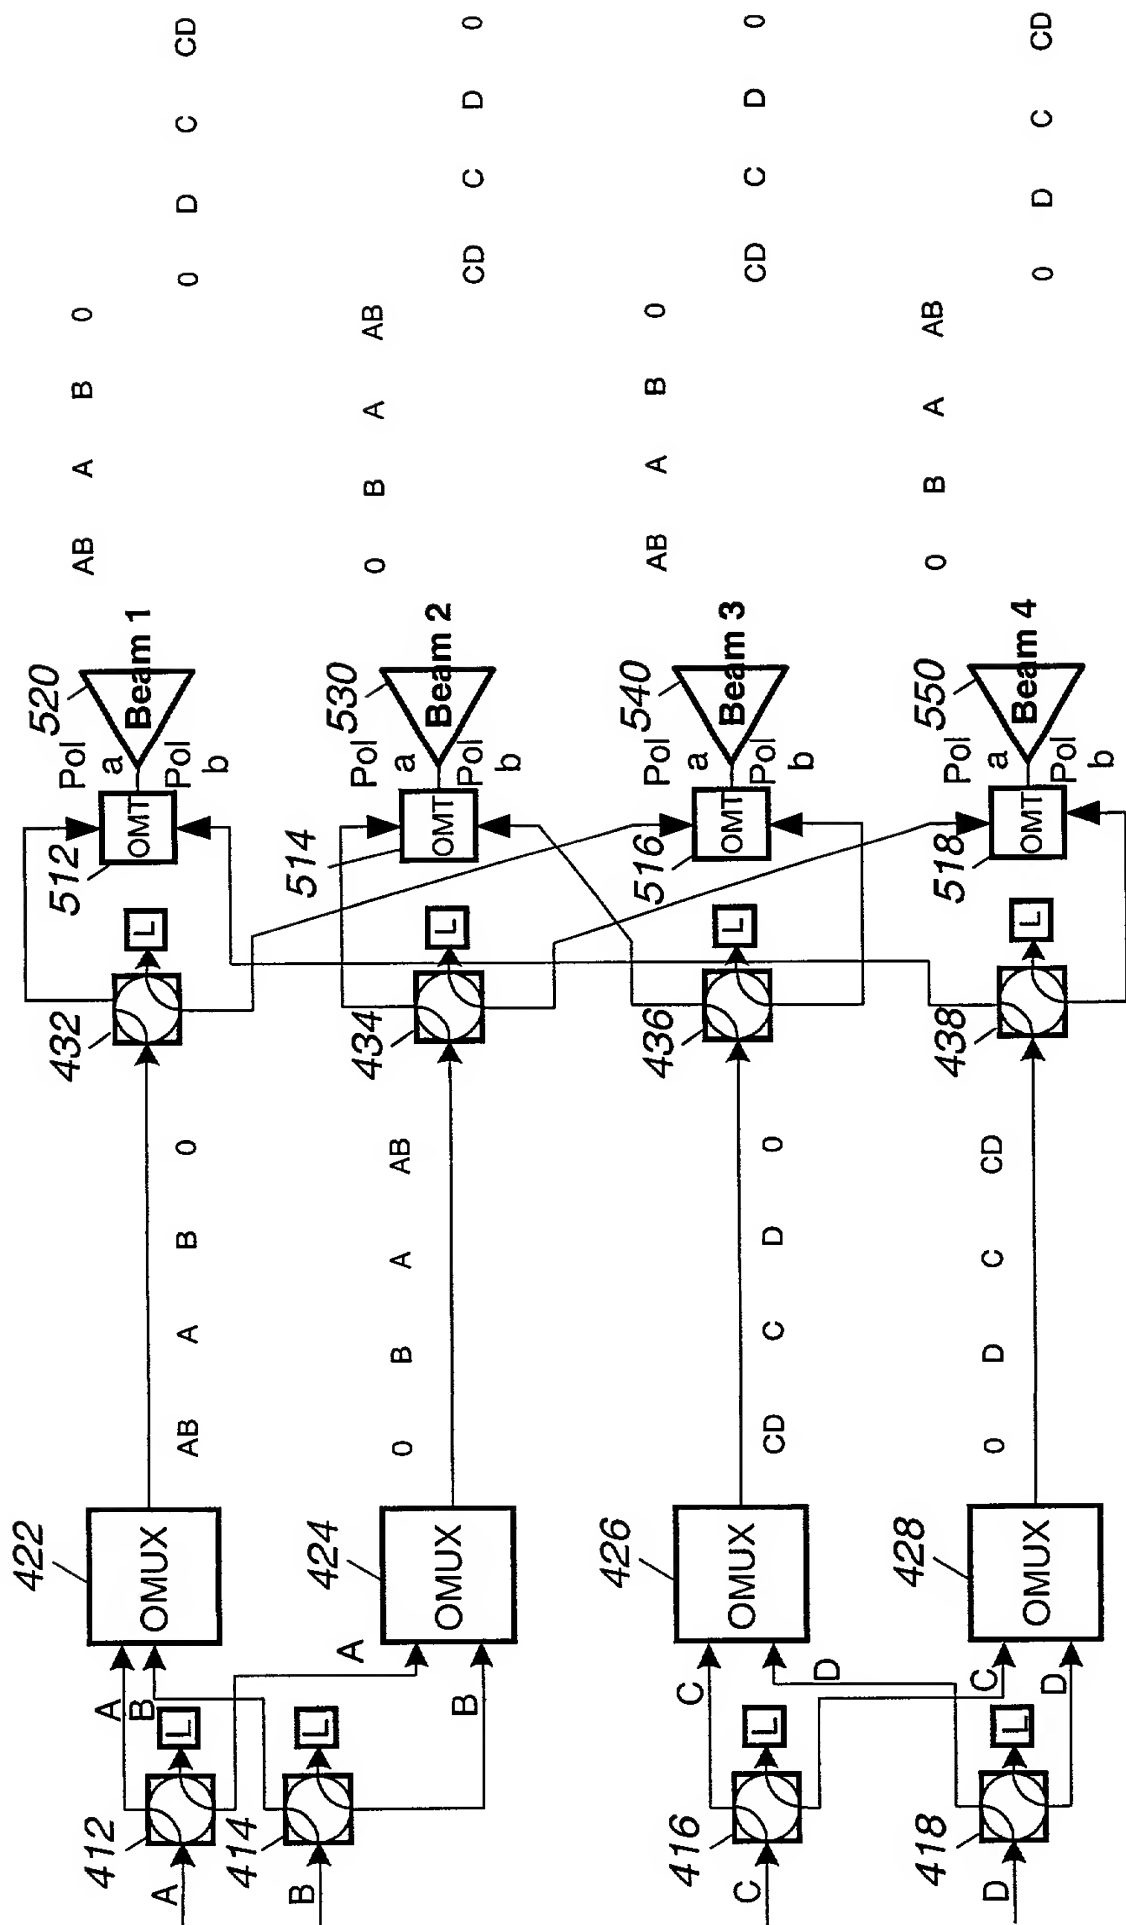 412
A
A
L
B
414
B
L
A
B
422
OMUX
424
OMUX
AB A B 0
0 B A AB
432
L
434
L
512
OMT
Pol
a
Pol
b
520
Beam 1
514
OMT
Pol
a
Pol
b
530
Beam 2
AB A B 0
0 D C CD
0 B A AB
CD C D 0
416
C
C
L
D
418
D
L
C
D
426
OMUX
428
OMUX
CD C D 0
0 D C CD
436
L
438
L
516
OMT
Pol
a
Pol
b
540
Beam 3
518
OMT
Pol
a
Pol
b
550
Beam 4
AB A B 0
CD C D 0
0 B A AB
0 D C CD